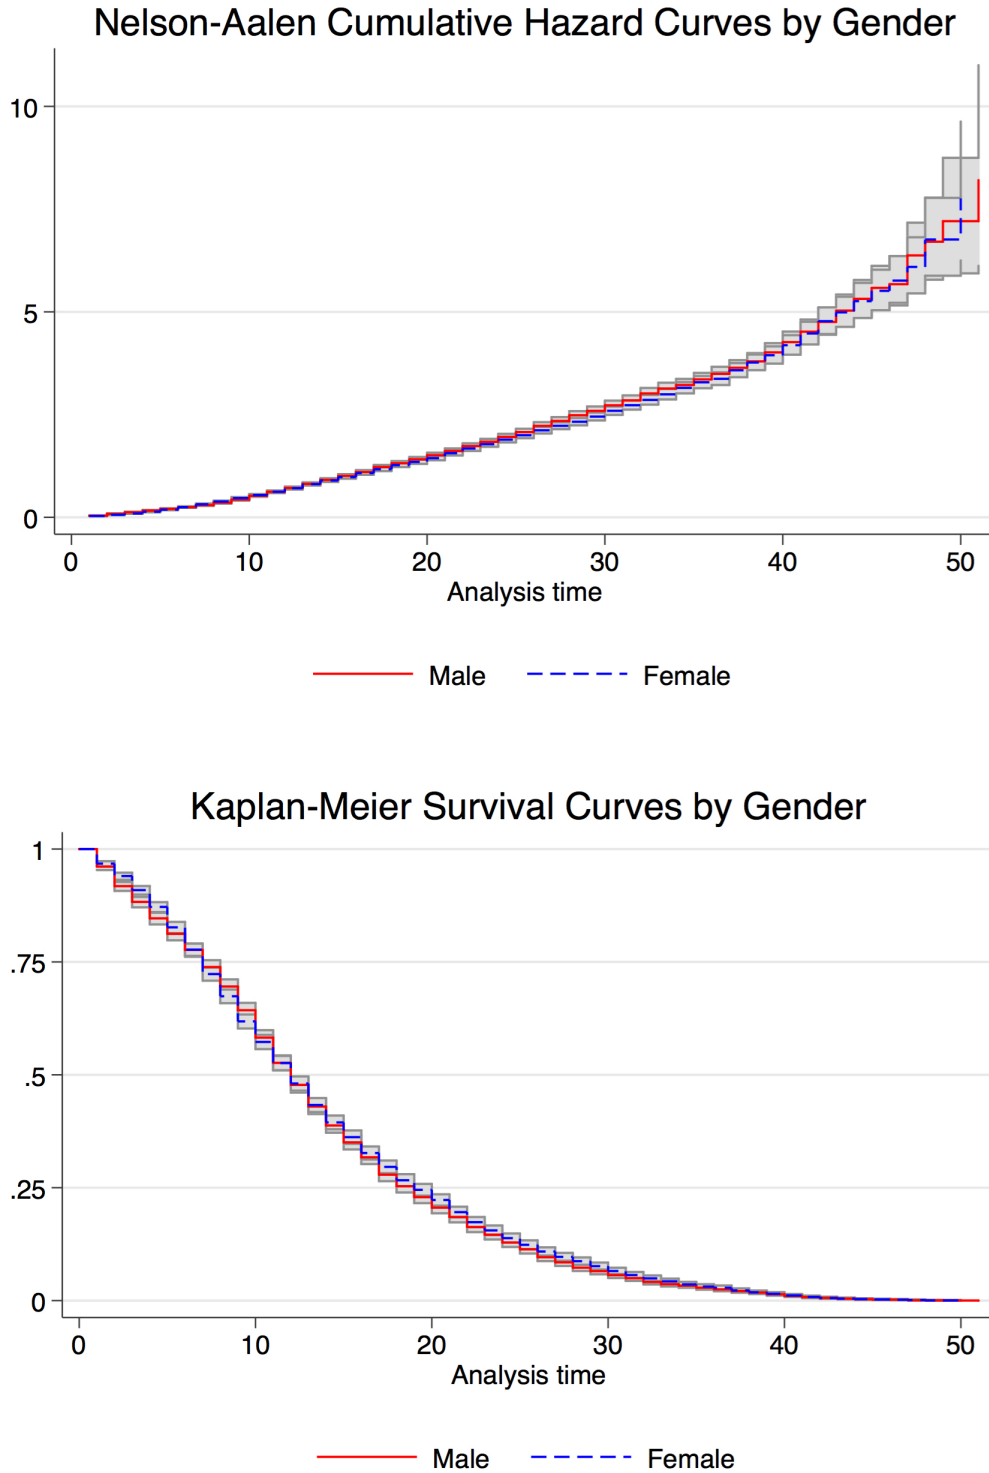 Nelson-Aalen Cumulative Hazard Curves by Gender
10
5
0
0 10 20 30 40 50
Analysis time
Male Female
Kaplan-Meier Survival Curves by Gender
1
.75
.5
.25
0
0 10 20 30 40 50
Analysis time
Male Female